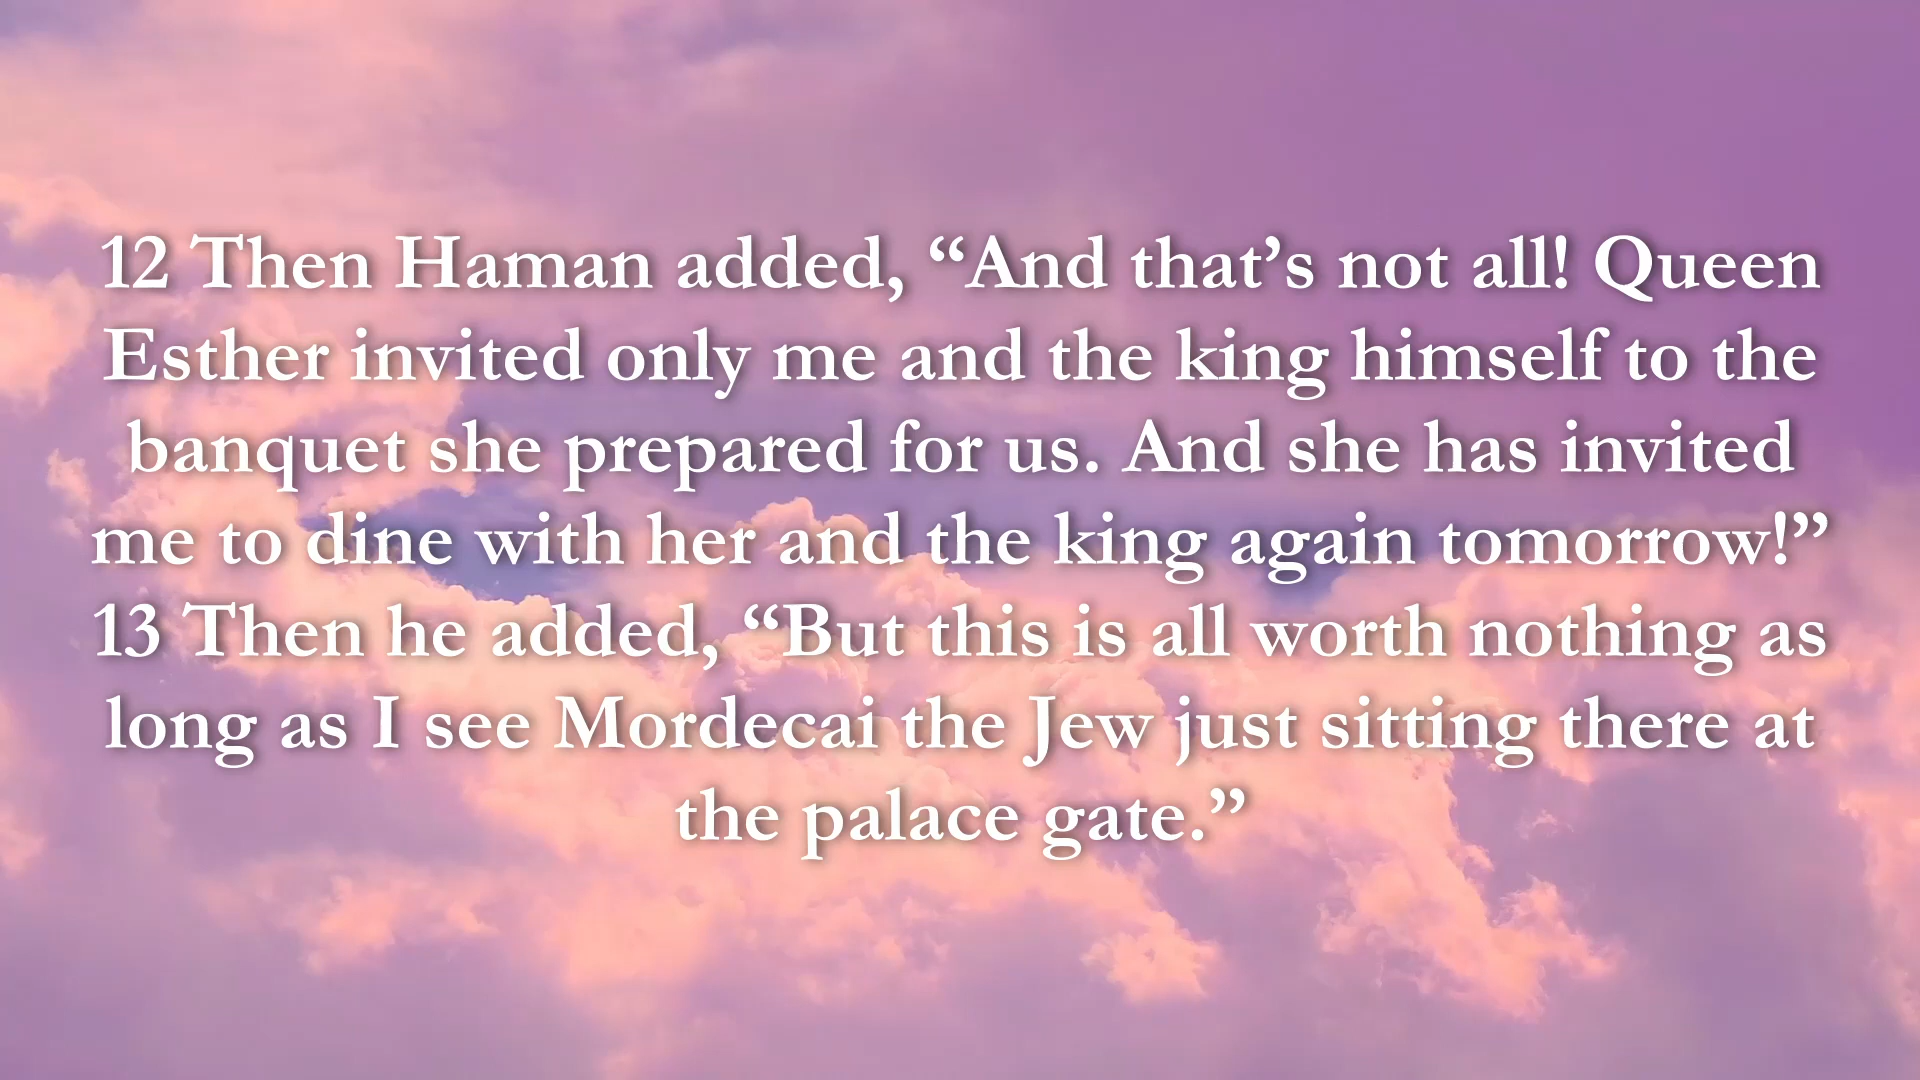 12 Then Haman added, “And that’s not all! Queen
Esther invited only me and the king himself to the
banquet she prepared for us. And she has invited
me to dine with her and the king again tomorrow!”
13 Then he added, “But this is all worth nothing as
long as I see Mordecai the Jew just sitting there at
the palace gate.”